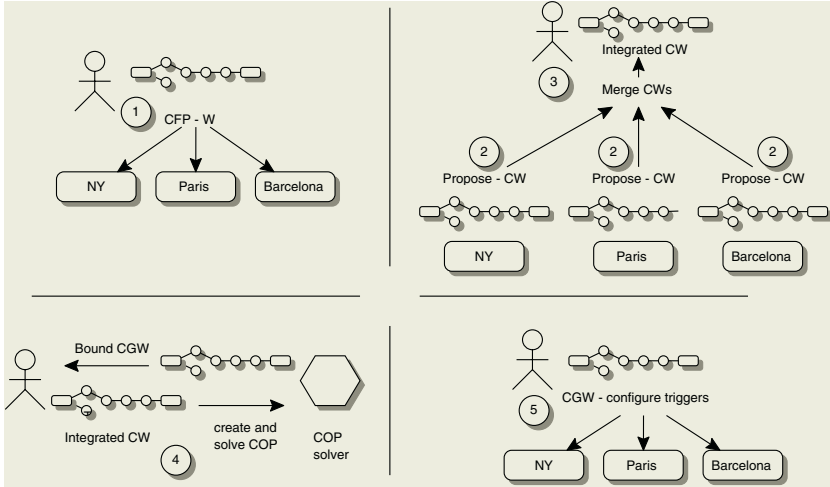 1
CFP - W
NY
Paris
Barcelona
Integrated CW
3
Merge CWs
2
2
2
Propose - CW
Propose - CW
Propose - CW
NY
Paris
Barcelona
Bound CGW
Integrated CW
4
create and
solve COP
COP
solver
5
CGW - configure triggers
NY
Paris
Barcelona